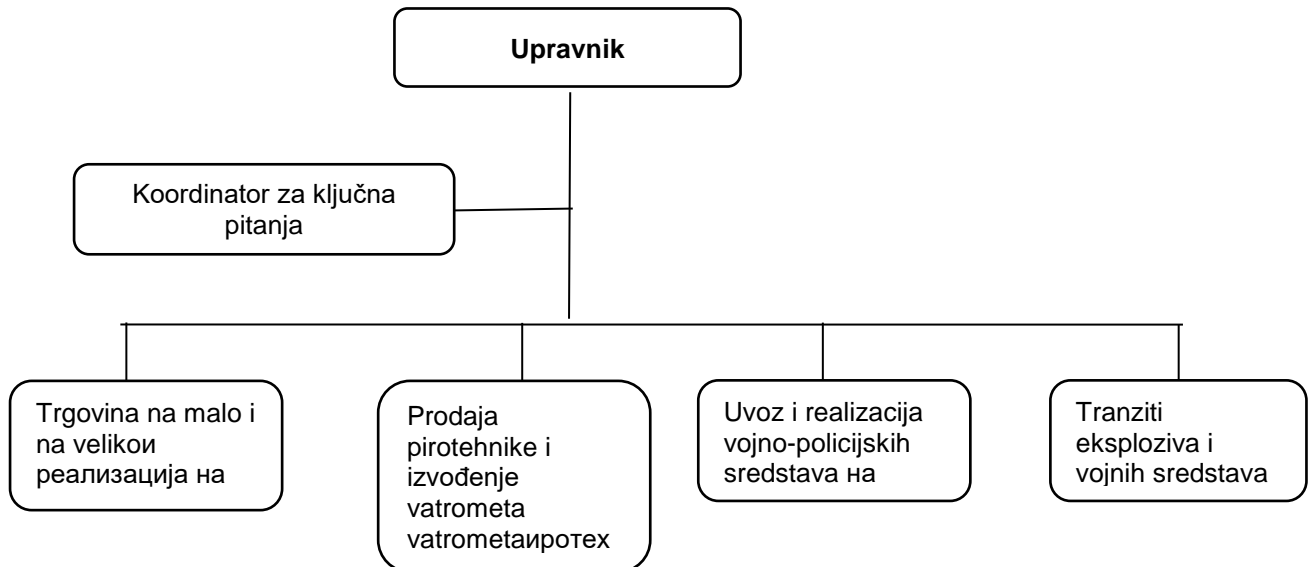 Upravnik
Koordinator za ključna
pitanja
Trgovina na malo i
na velikoи
реализација на
Prodaja
pirotehnike i
izvođenje
vatrometa
vatrometaиротех
Uvoz i realizacija
vojno-policijskih
sredstava на
Tranziti
eksploziva i
vojnih sredstava